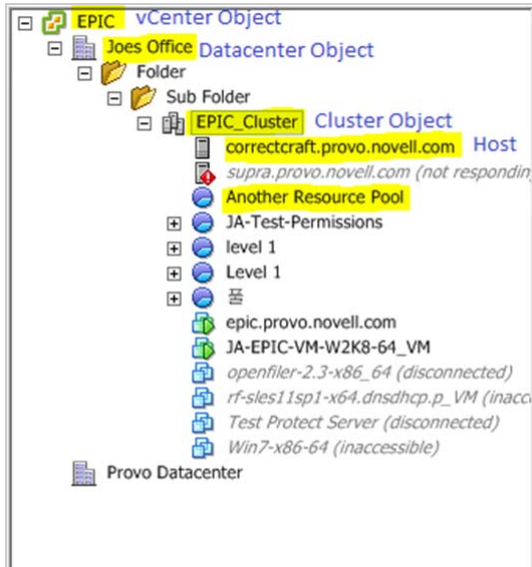 EPIC vCenter Object
Joes Office Datacenter Object
Folder
Sub Folder
EPIC_Cluster Cluster Object
correctcraft.provo.novell.com Host
supra.provo.novell.com (not respondin
Another Resource Pool
JA-Test-Permissions
level 1
Level 1
풀
epic.provo.novell.com
JA-EPIC-VM-W2K8-64_VM
openfiler-2.3-x86_64 (disconnected)
rf-sles11sp1-x64.dnsdhcp.p_VM (inacc
Test Protect Server (disconnected)
Win7-x86-64 (inaccessible)
Provo Datacenter